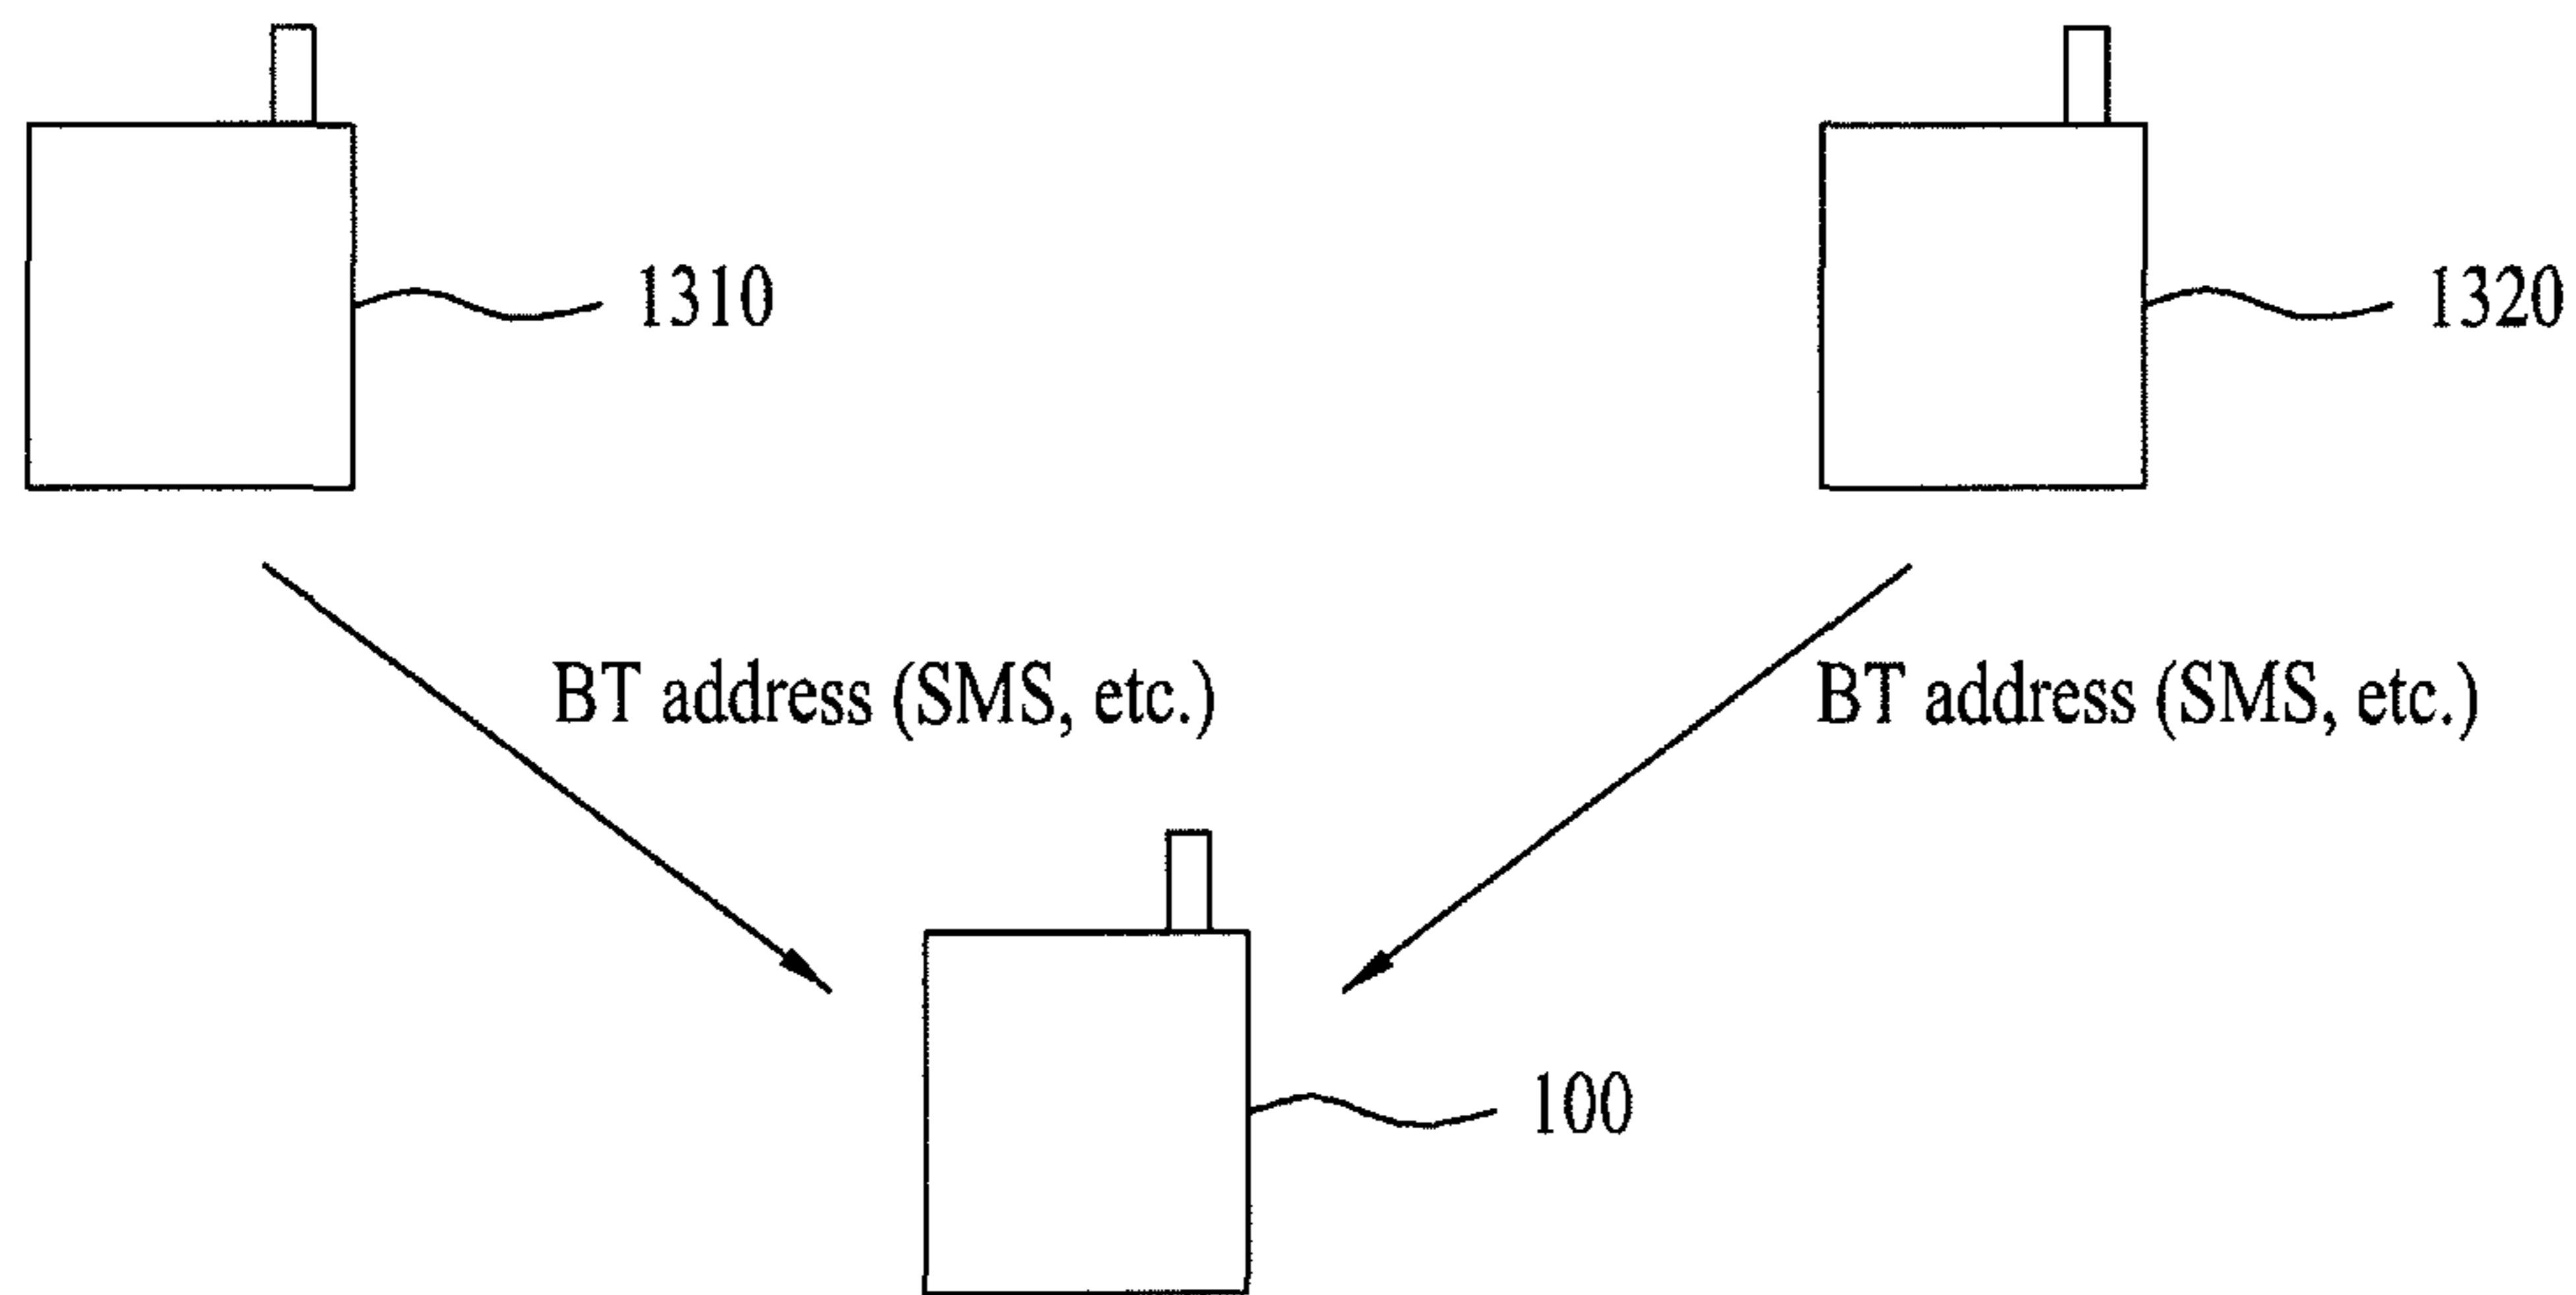 1310
1320
BT address (SMS, etc.)
BT address (SMS, etc.)
100